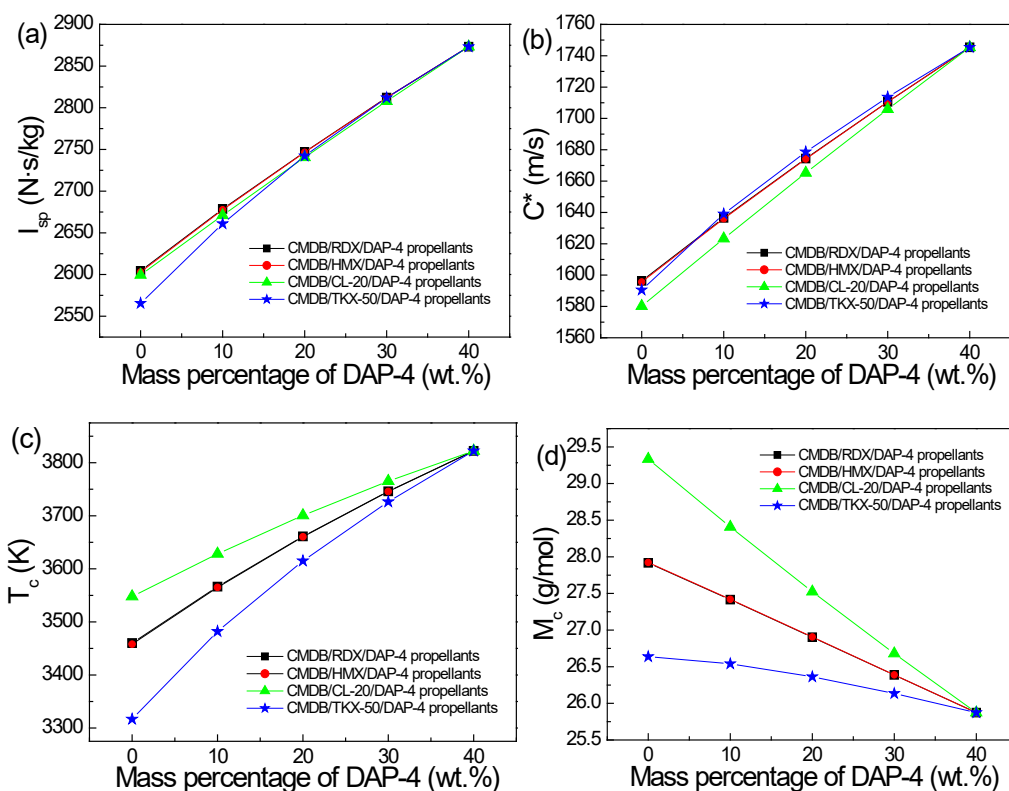 (a)
2900
2850
2800
2750
2700
2650
2600
2550
I_sp (N·s/kg)
CMDB/RDX/DAP-4 propellants
CMDB/HMX/DAP-4 propellants
CMDB/CL-20/DAP-4 propellants
CMDB/TKX-50/DAP-4 propellants
0 10 20 30 40
Mass percentage of DAP-4 (wt.%)
(b)
1760
1740
1720
1700
1680
1660
1640
1620
1600
1580
1560
C* (m/s)
CMDB/RDX/DAP-4 propellants
CMDB/HMX/DAP-4 propellants
CMDB/CL-20/DAP-4 propellants
CMDB/TKX-50/DAP-4 propellants
0 10 20 30 40
Mass percentage of DAP-4 (wt.%)
(c)
3800
3700
3600
3500
3400
3300
T_c (K)
CMDB/RDX/DAP-4 propellants
CMDB/HMX/DAP-4 propellants
CMDB/CL-20/DAP-4 propellants
CMDB/TKX-50/DAP-4 propellants
0 10 20 30 40
Mass percentage of DAP-4 (wt.%)
(d)
29.5
29.0
28.5
28.0
27.5
27.0
26.5
26.0
25.5
M_c (g/mol)
CMDB/RDX/DAP-4 propellants
CMDB/HMX/DAP-4 propellants
CMDB/CL-20/DAP-4 propellants
CMDB/TKX-50/DAP-4 propellants
0 10 20 30 40
Mass percentage of DAP-4 (wt.%)